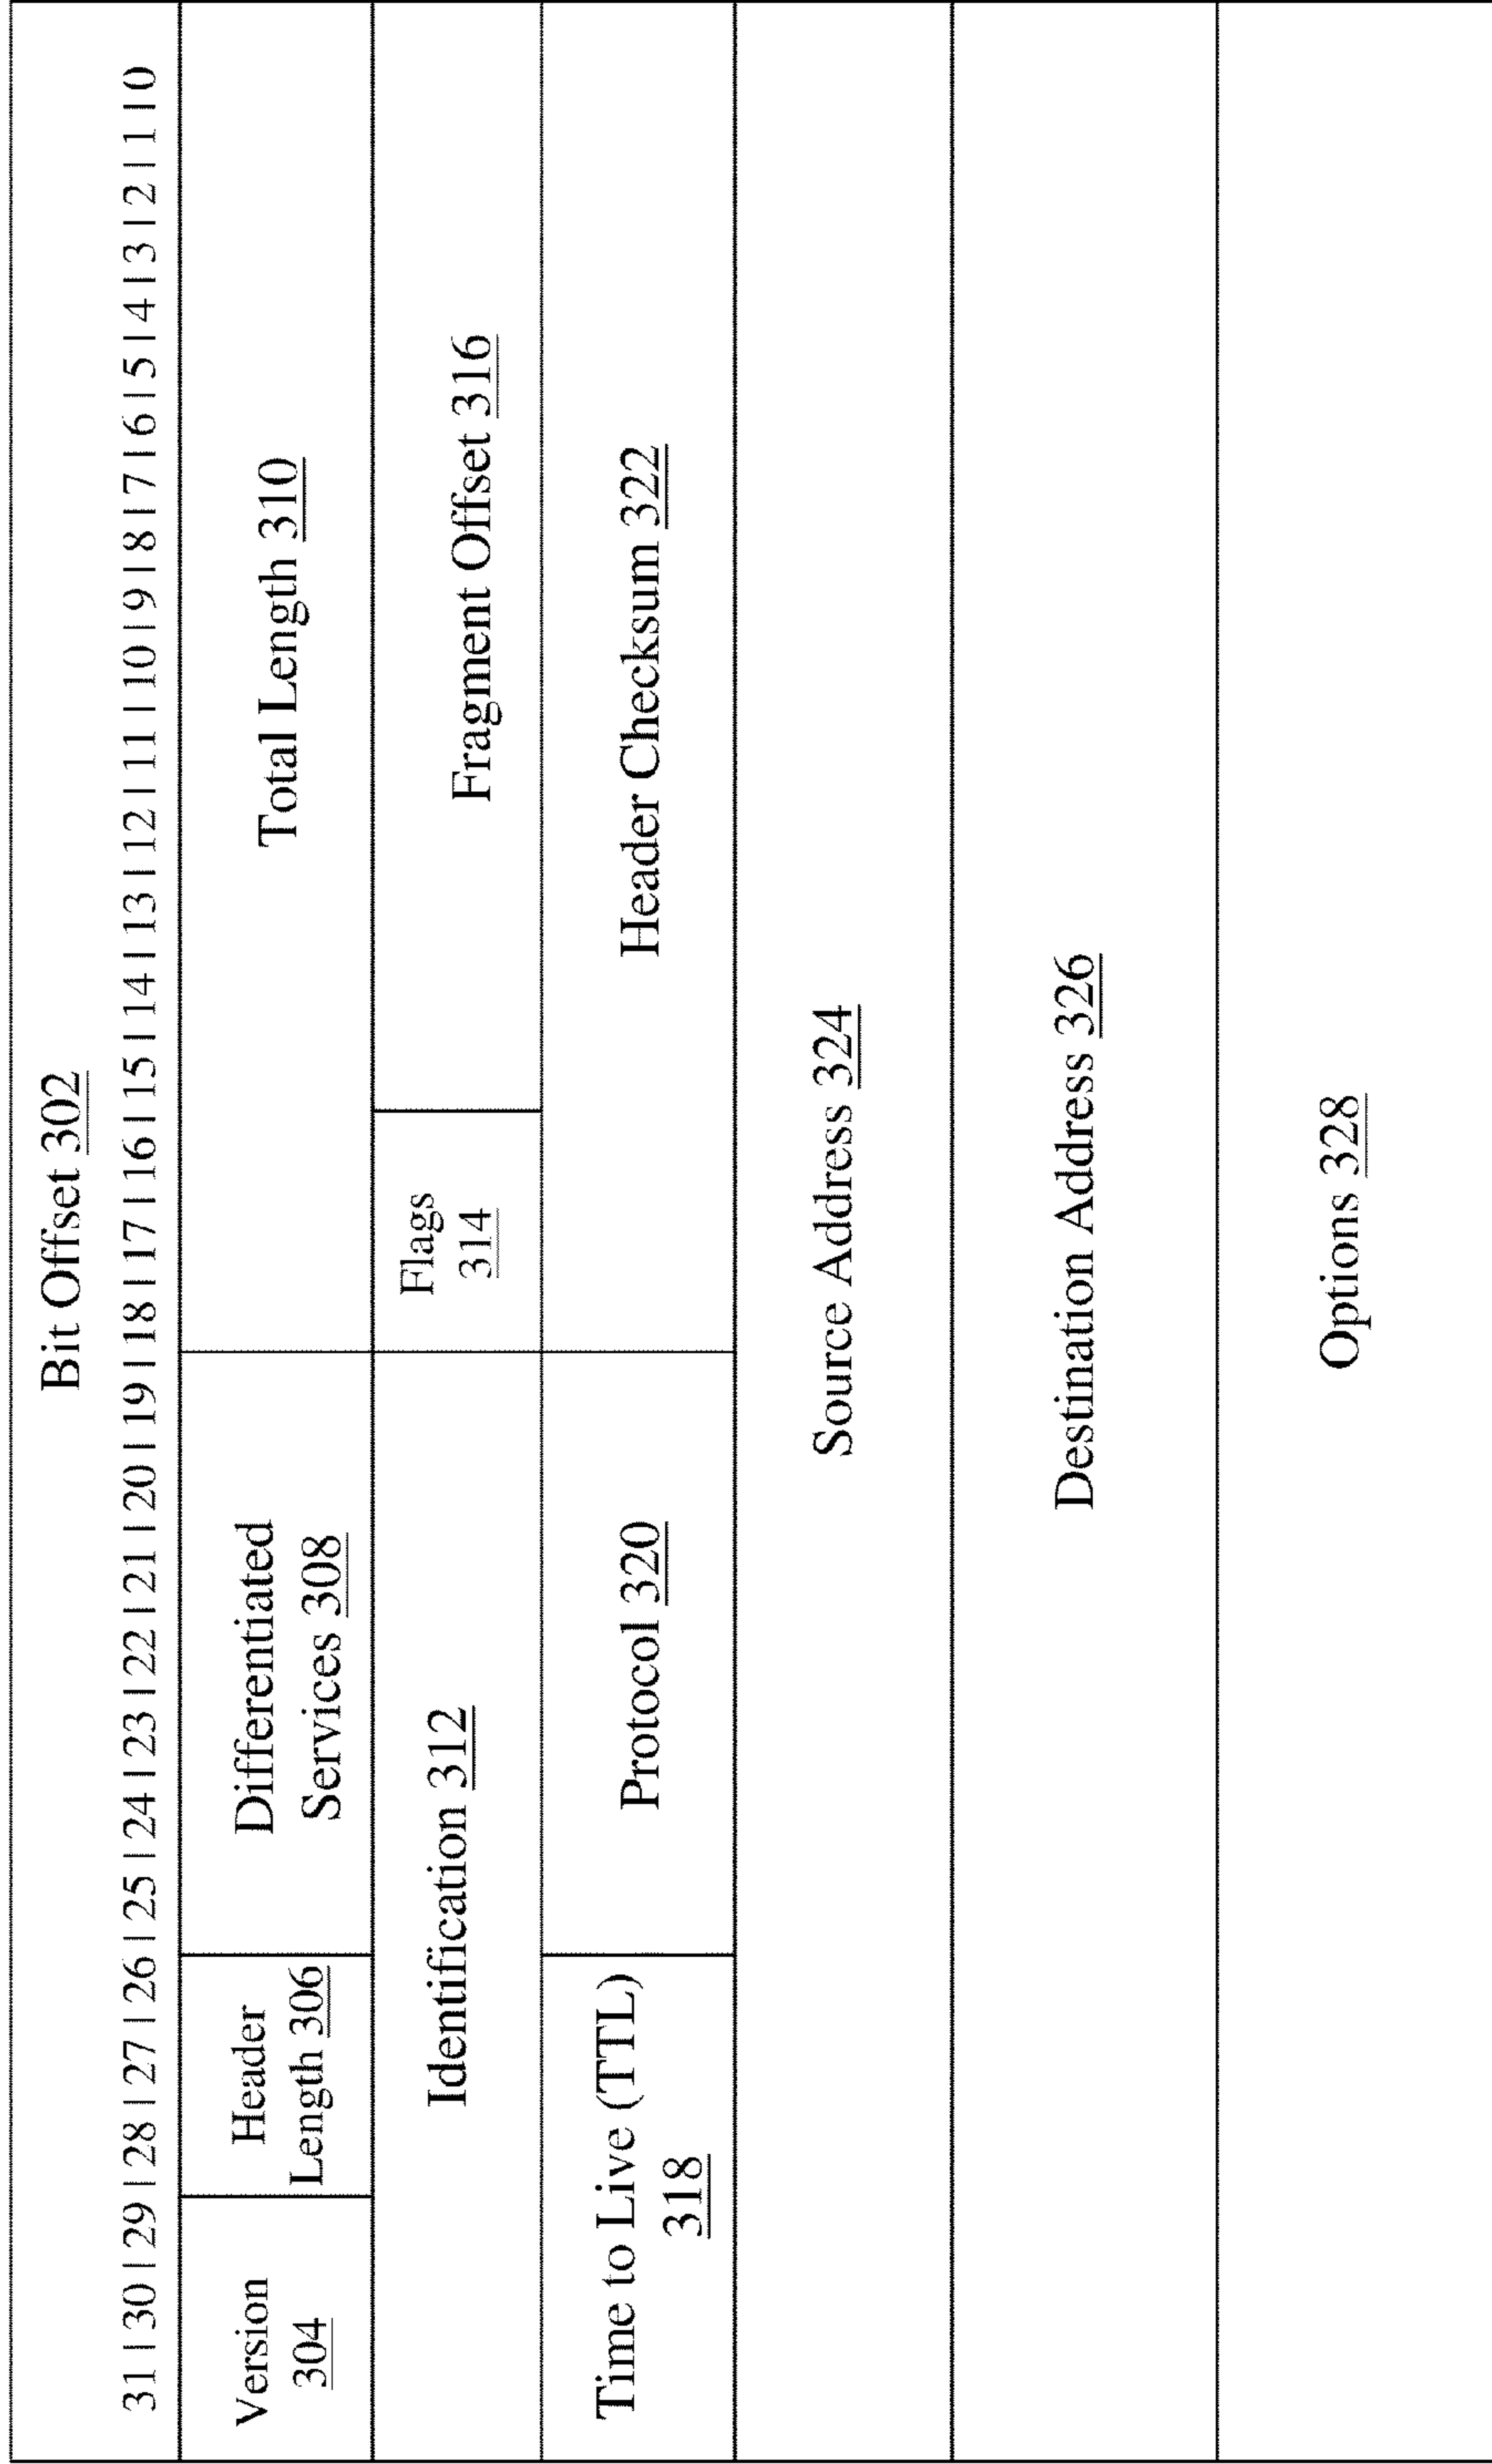 Bit Offset 302
31 | 30 | 29 | 28 | 27 | 26 | 25 | 24 | 23 | 22 | 21 | 20 | 19 | 18 | 17 | 16 | 15 | 14 | 13 | 12 | 11 | 10 | 9 | 8 | 7 | 6 | 5 | 4 | 3 | 2 | 1 | 0
Version
304
Header
Length 306
Differentiated
Services 308
Total Length 310
Identification 312
Flags
314
Fragment Offset 316
Time to Live (TTL)
318
Protocol 320
Header Checksum 322
Source Address 324
Destination Address 326
Options 328